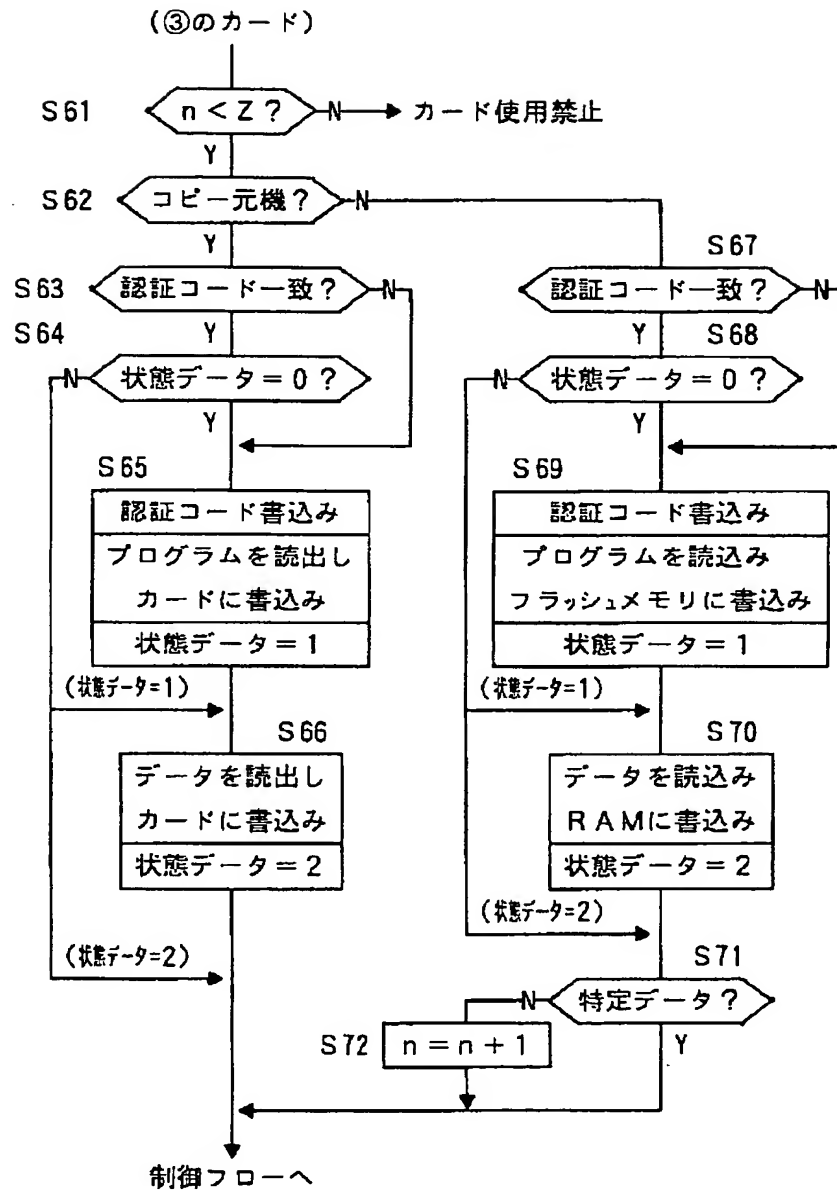 (③のカード)
S61
n<Z?
N
カード使用禁止
Y
S62
コピー元機?
N
Y
S67
S63
認証コード一致?
N
認証コード一致?
N
S64
Y
Y
S68
N
状態データ=0?
N
状態データ=0?
Y
Y
S65
認証コード書込み
プログラムを読出し
カードに書込み
状態データ=1
S69
認証コード書込み
プログラムを読込み
フラッシュメモリに書込み
状態データ=1
(状態データ=1)
(状態データ=1)
S66
データを読出し
カードに書込み
状態データ=2
S70
データを読込み
RAMに書込み
状態データ=2
(状態データ=2)
(状態データ=2)
S71
N
特定データ?
S72
n=n+1
Y
制御フローへ